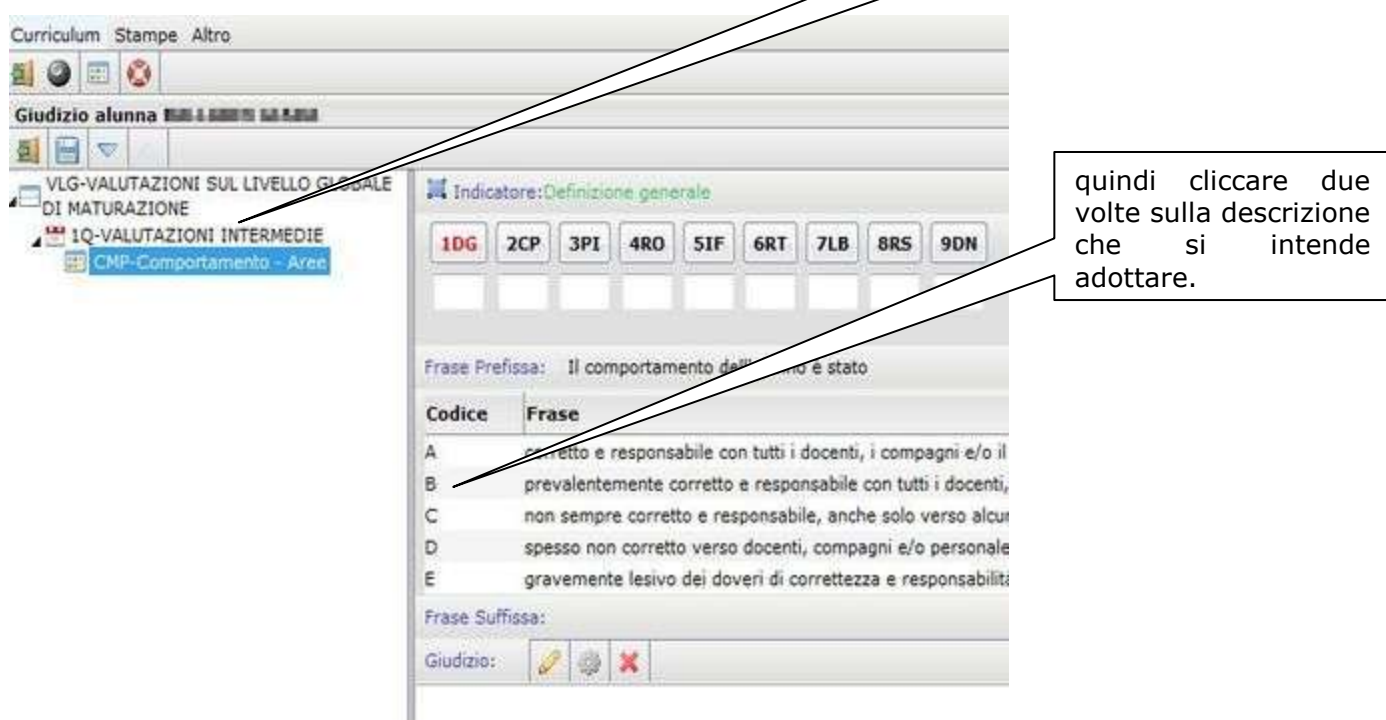 Curriculum Stampe Altro
Giudizio alunna
VLG-VALUTAZIONI SUL LIVELLO GLOBALE
DI MATURAZIONE
1Q-VALUTAZIONI INTERMEDIE
CMP-Comportamento - Aree
Indicatore:Definizione generale
1DG 2CP 3PI 4RO 5IF 6RT 7LB 8RS 9DN
Frase Prefissa: Il comportamento è stato
Codice Frase
A corretto e responsabile con tutti i docenti, i compagni e/o il
B prevalentemente corretto e responsabile con tutti i docenti,
C non sempre corretto e responsabile, anche solo verso alcun
D spesso non corretto verso docenti, compagni e/o personale
E gravemente lesivo dei doveri di correttezza e responsabilità
Frase Suffissa:
Giudizio:
quindi cliccare due
volte sulla descrizione
che si intende
adottare.